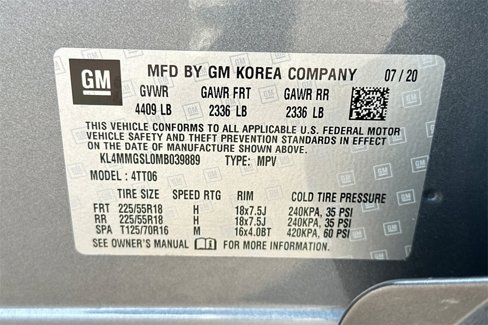 GM MFD BY GM KOREA COMPANY 07 / 20
GVWR GAWR FRT GAWR RR
4409 LB 2336 LB 2336 LB
THIS VEHICLE CONFORMS TO ALL APPLICABLE U.S. FEDERAL MOTOR
VEHICLE SAFETY AND THEFT PREVENTION STANDARDS IN EFFECT
ON THE DATE OF MANUFACTURE SHOWN ABOVE.
KL4MMGSL0MB039889 TYPE: MPV
MODEL: 4TT06
TIRE SIZE SPEED RTG RIM COLD TIRE PRESSURE
FRT 225/55R18 H 18x7.5J 240KPA, 35 PSI
RR 225/55R18 H 18x7.5J 240KPA, 35 PSI
SPA T125/70R16 M 16x4.0BT 420KPA, 60 PSI
SEE OWNER'S MANUAL FOR ADDITIONAL INFORMATION.